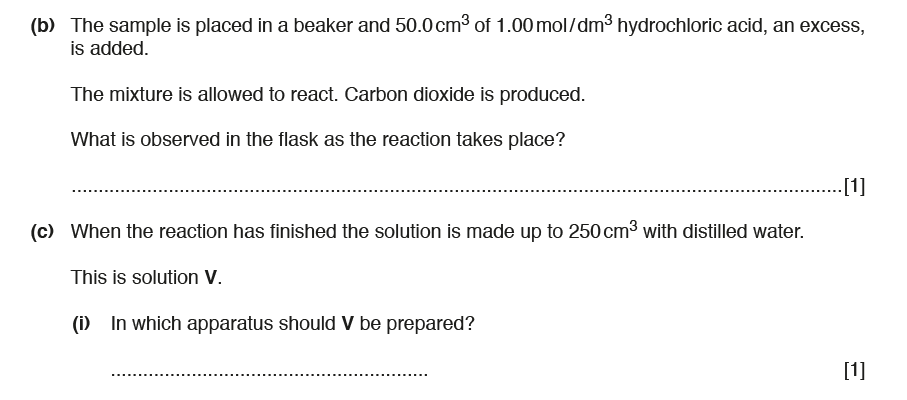 (b) The sample is placed in a beaker and 50.0 cm³ of 1.00 mol/dm³ hydrochloric acid, an excess,
is added.
The mixture is allowed to react. Carbon dioxide is produced.
What is observed in the flask as the reaction takes place?
..........................................................................................................................................[1]
(c) When the reaction has finished the solution is made up to 250 cm³ with distilled water.
This is solution V.
(i) In which apparatus should V be prepared?
.......................................................... [1]